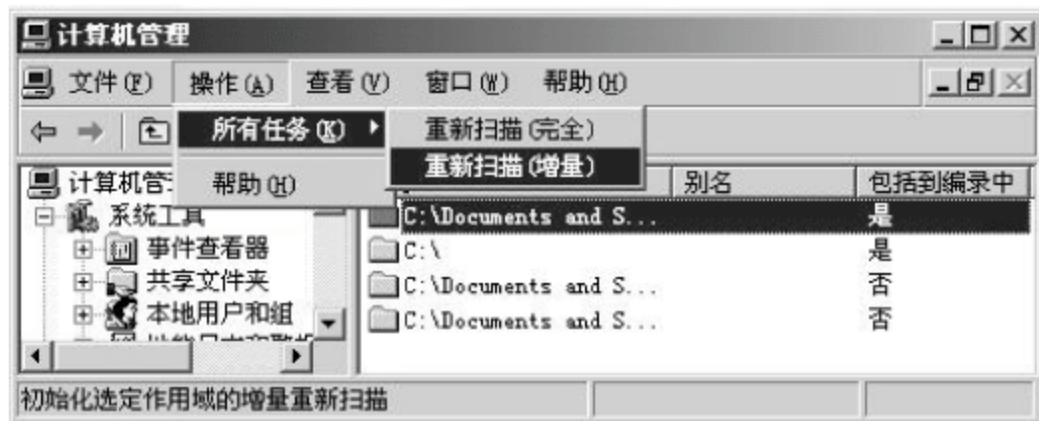 计算机管理
文件(F) 操作(A) 查看(V) 窗口(W) 帮助(H)
所有任务(K) 重新扫描(完全)
重新扫描(增量)
帮助(H)
计算机管 别名 包括到编录中
系统工具 C:\Documents and S... 是
事件查看器 C:\ 是
共享文件夹 C:\Documents and S... 否
本地用户和组 C:\Documents and S... 否
初始化选定作用域的增量重新扫描